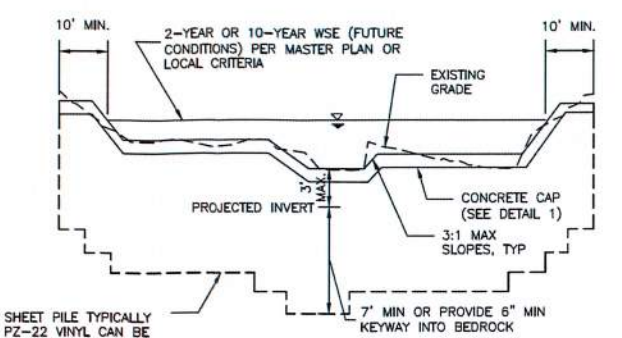 10' MIN.
2-YEAR OR 10-YEAR WSE (FUTURE
CONDITIONS) PER MASTER PLAN OR
LOCAL CRITERIA
10' MIN.
EXISTING
GRADE
3' MAX.
PROJECTED INVERT
CONCRETE CAP
(SEE DETAIL 1)
3:1 MAX
SLOPES, TYP
SHEET PILE TYPICALLY
PZ-22 VINYL CAN BE
7' MIN OR PROVIDE 6" MIN
KEYWAY INTO BEDROCK